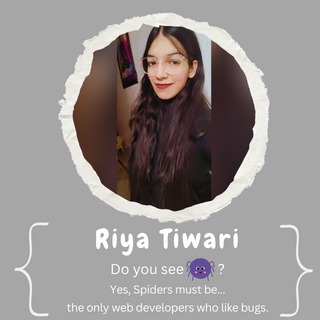 Riya Tiwari
Do you see 🕷 ?
Yes, Spiders must be...
the only web developers who like bugs.